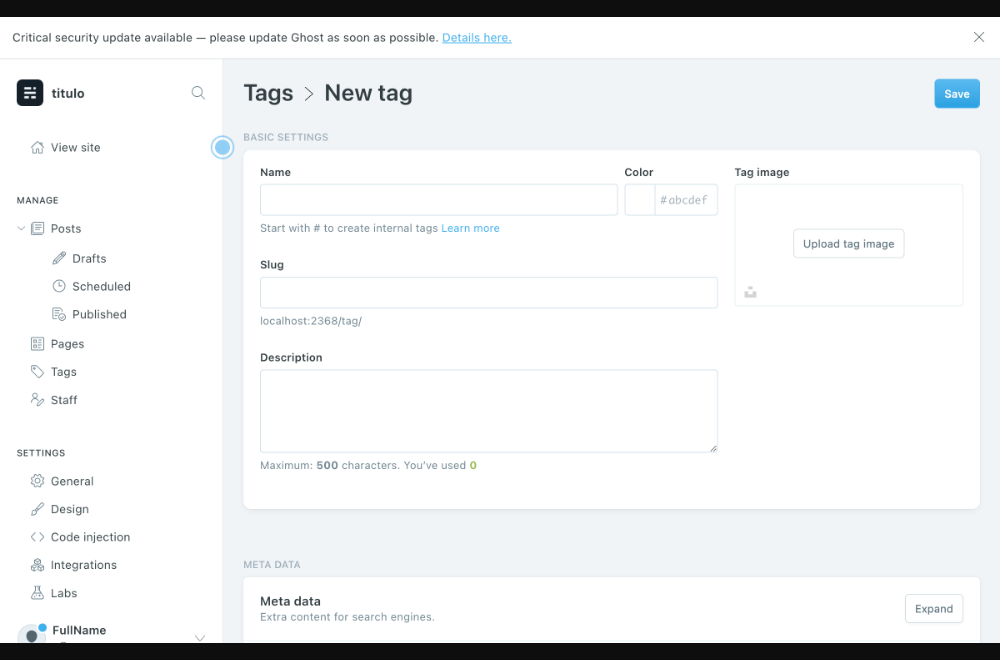 Critical security update available — please update Ghost as soon as possible. Details here.
titulo
View site
MANAGE
Posts
Drafts
Scheduled
Published
Pages
Tags
Staff
SETTINGS
General
Design
Code injection
Integrations
Labs
FullName
Tags > New tag
Save
BASIC SETTINGS
Name
Color
#abcdef
Start with # to create internal tags Learn more
Slug
localhost:2368/tag/
Description
Maximum: 500 characters. You've used 0
Tag image
Upload tag image
META DATA
Meta data
Extra content for search engines.
Expand